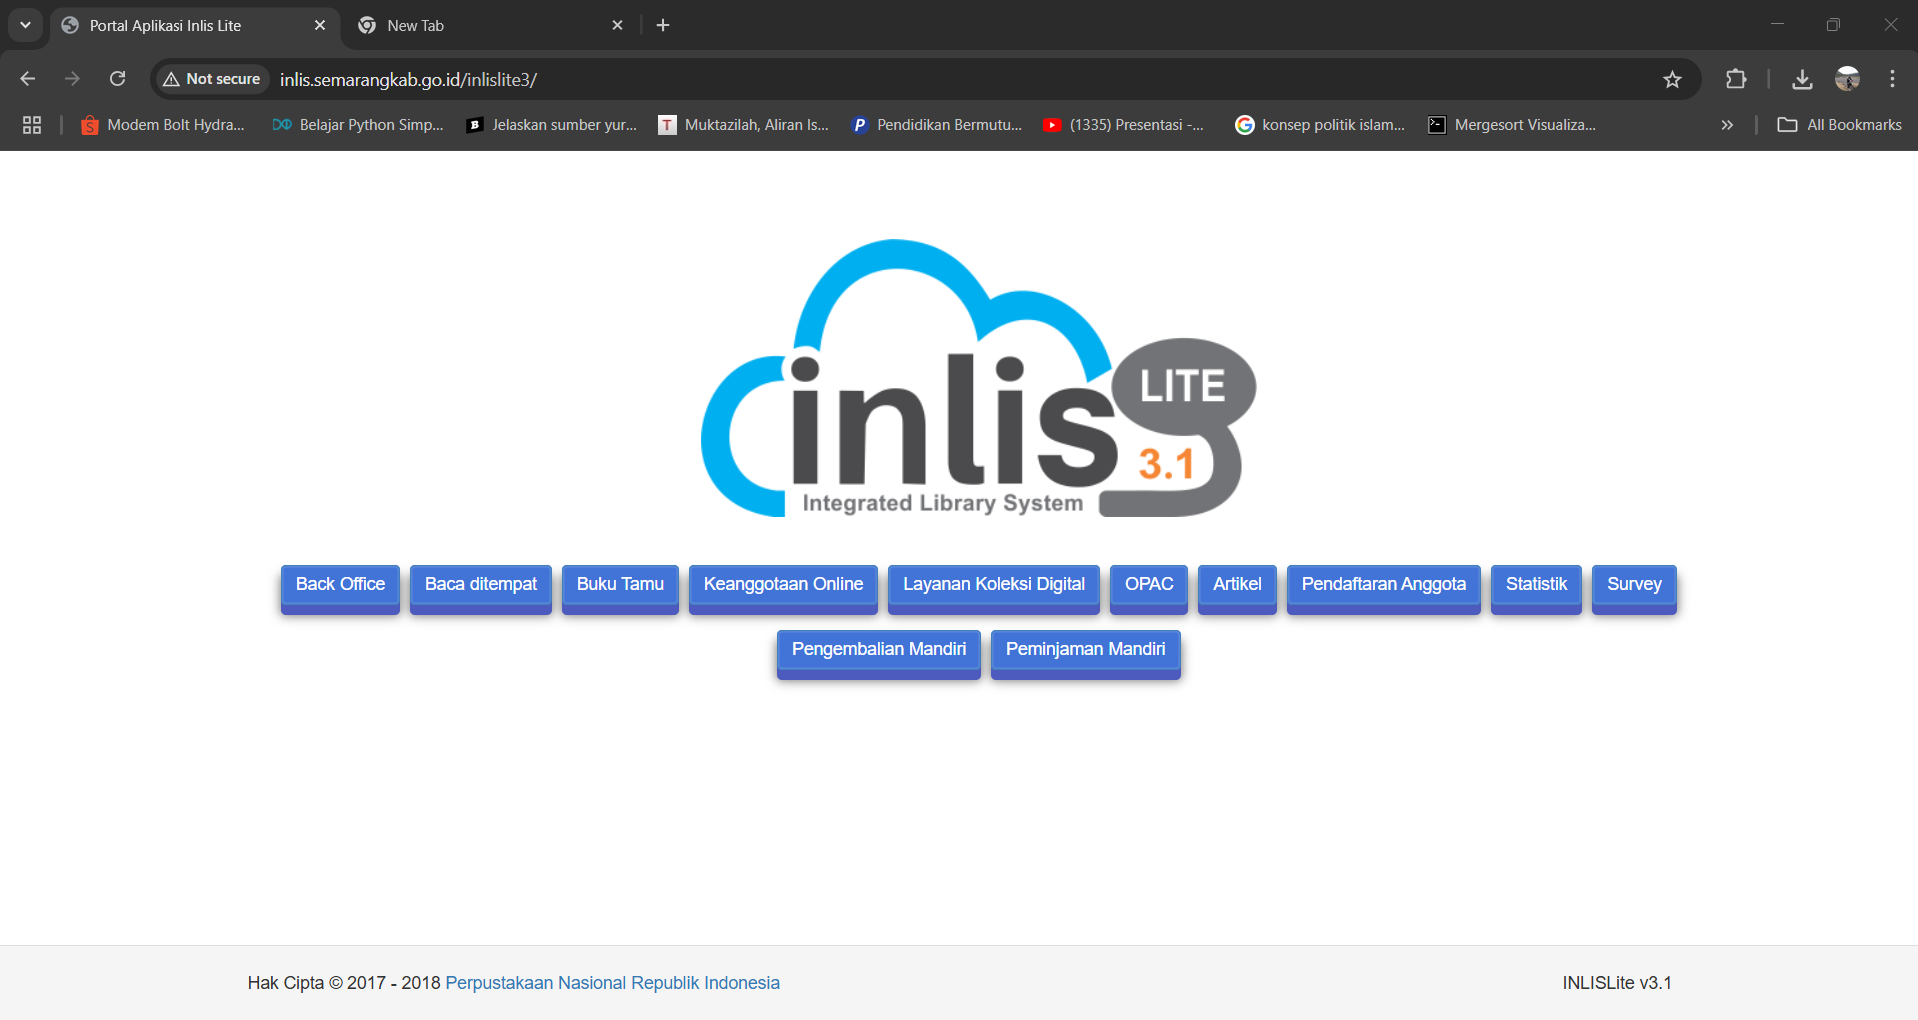 Portal Aplikasi Inlis Lite
New Tab
Not secure
inlis.semarangkab.go.id/inlislite3/
Modem Bolt Hydra...
Belajar Python Simp...
Jelaskan sumber yur...
Muktazilah, Aliran Is...
Pendidikan Bermutu...
(1335) Presentasi -...
konsep politik islam...
Mergesort Visualiza...
All Bookmarks
inlis
LITE
3.1
Integrated Library System
Back Office
Baca ditempat
Buku Tamu
Keanggotaan Online
Layanan Koleksi Digital
OPAC
Artikel
Pendaftaran Anggota
Statistik
Survey
Pengembalian Mandiri
Peminjaman Mandiri
Hak Cipta © 2017 - 2018 Perpustakaan Nasional Republik Indonesia
INLISLite v3.1